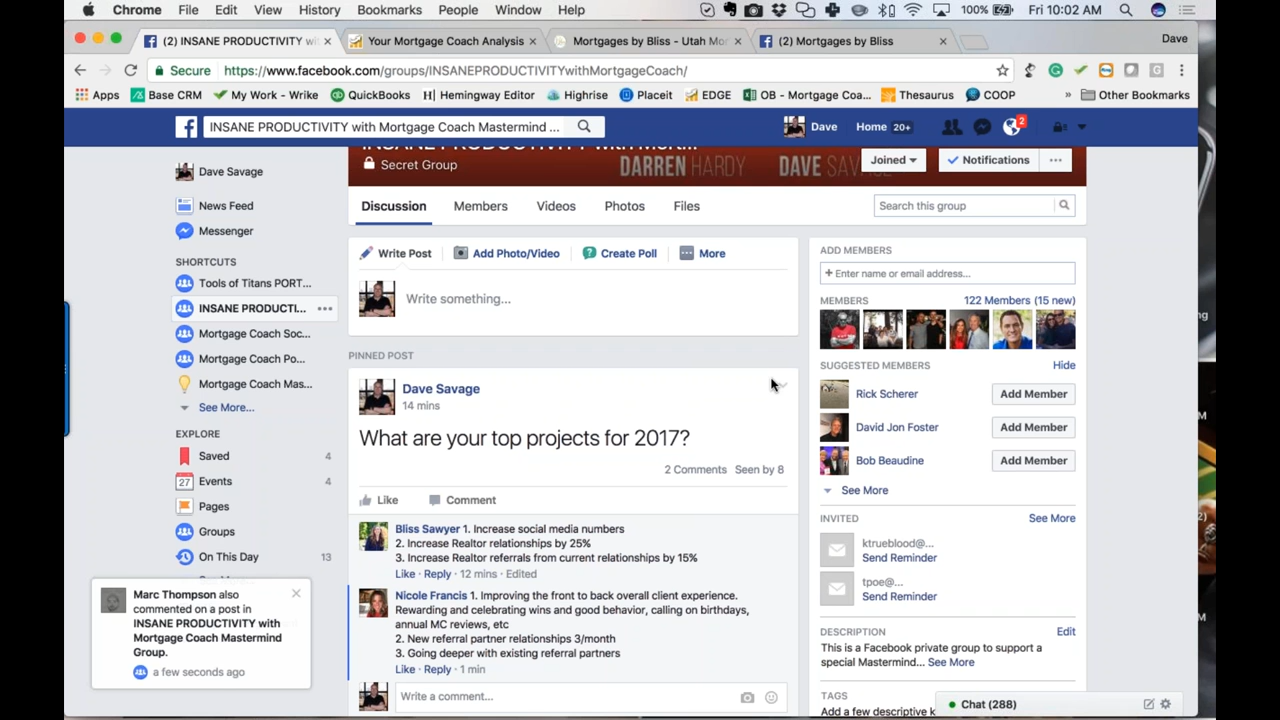 Chrome File Edit View History Bookmarks People Window Help 100% Fri 10:02 AM
(2) INSANE PRODUCTIVITY wit × Your Mortgage Coach Analysis × Mortgages by Bliss - Utah Mor × (2) Mortgages by Bliss × Dave
Secure https://www.facebook.com/groups/INSANEPRODUCTIVITYwithMortgageCoach/
Apps Base CRM My Work - Wrike QuickBooks Hemingway Editor Highrise Placeit EDGE OB - Mortgage Coa... Thesaurus COOP » Other Bookmarks
INSANE PRODUCTIVITY with Mortgage Coach Mastermind ... Dave Home 20+ 2
Dave Savage
News Feed
Messenger
SHORTCUTS
Tools of Titans PORT...
INSANE PRODUCTI...
Mortgage Coach Soc...
Mortgage Coach Po...
Mortgage Coach Mas...
See More...
EXPLORE
Saved 4
Events 4
27
Pages
Groups
On This Day 13
Marc Thompson also
commented on a post in
INSANE PRODUCTIVITY with
Mortgage Coach Mastermind
Group.
a few seconds ago
Secret Group
DARREN HARDY DAVE
Joined Notifications
Discussion Members Videos Photos Files
Search this group
Write Post Add Photo/Video Create Poll More
Write something...
PINNED POST
Dave Savage
14 mins
What are your top projects for 2017?
2 Comments Seen by 8
Like Comment
Bliss Sawyer 1. Increase social media numbers
2. Increase Realtor relationships by 25%
3. Increase Realtor referrals from current relationships by 15%
Like · Reply · 12 mins · Edited
Nicole Francis 1. Improving the front to back overall client experience.
Rewarding and celebrating wins and good behavior, calling on birthdays,
annual MC reviews, etc
2. New referral partner relationships 3/month
3. Going deeper with existing referral partners
Like · Reply · 1 min
Write a comment...
ADD MEMBERS
+ Enter name or email address...
MEMBERS 122 Members (15 new)
SUGGESTED MEMBERS Hide
Rick Scherer Add Member
David Jon Foster Add Member
Bob Beaudine Add Member
See More
INVITED See More
ktrueblood@...
Send Reminder
tpoe@...
Send Reminder
DESCRIPTION Edit
This is a Facebook private group to support a
special Mastermind... See More
TAGS
Add a few descriptive k
Chat (288)